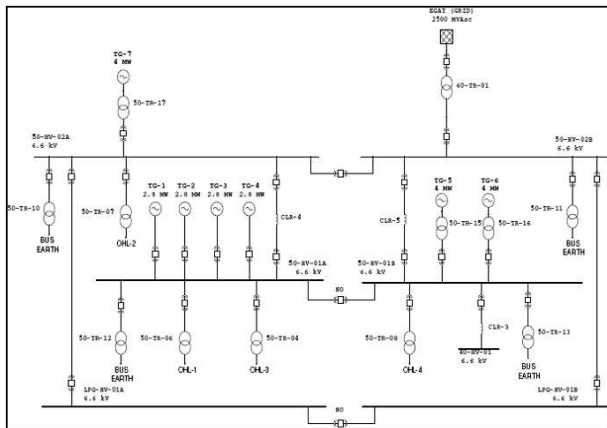 EGAT (GRID)
2500 MVAsc
TG-7
4 MW
60-TR-01
50-TR-17
50-HV-02A
6.6 kV
50-HV-02B
6.6 kV
TG-1
2.8 MW
TG-2
2.8 MW
TG-3
2.8 MW
TG-4
2.8 MW
TG-5
4 MW
TG-6
4 MW
50-TR-10
50-TR-07
CLR-4
CLR-5
50-TR-15
50-TR-16
50-TR-11
BUS
EARTH
OHL-2
BUS
EARTH
50-HV-01A
6.6 kV
50-HV-01B
6.6 kV
NO
50-TR-12
50-TR-06
50-TR-04
50-TR-08
CLR-3
50-TR-13
BUS
EARTH
OHL-1
OHL-3
OHL-4
40-HV-01
6.6 kV
BUS
EARTH
LPG-HV-01A
6.6 kV
LPG-HV-01B
6.6 kV
NO